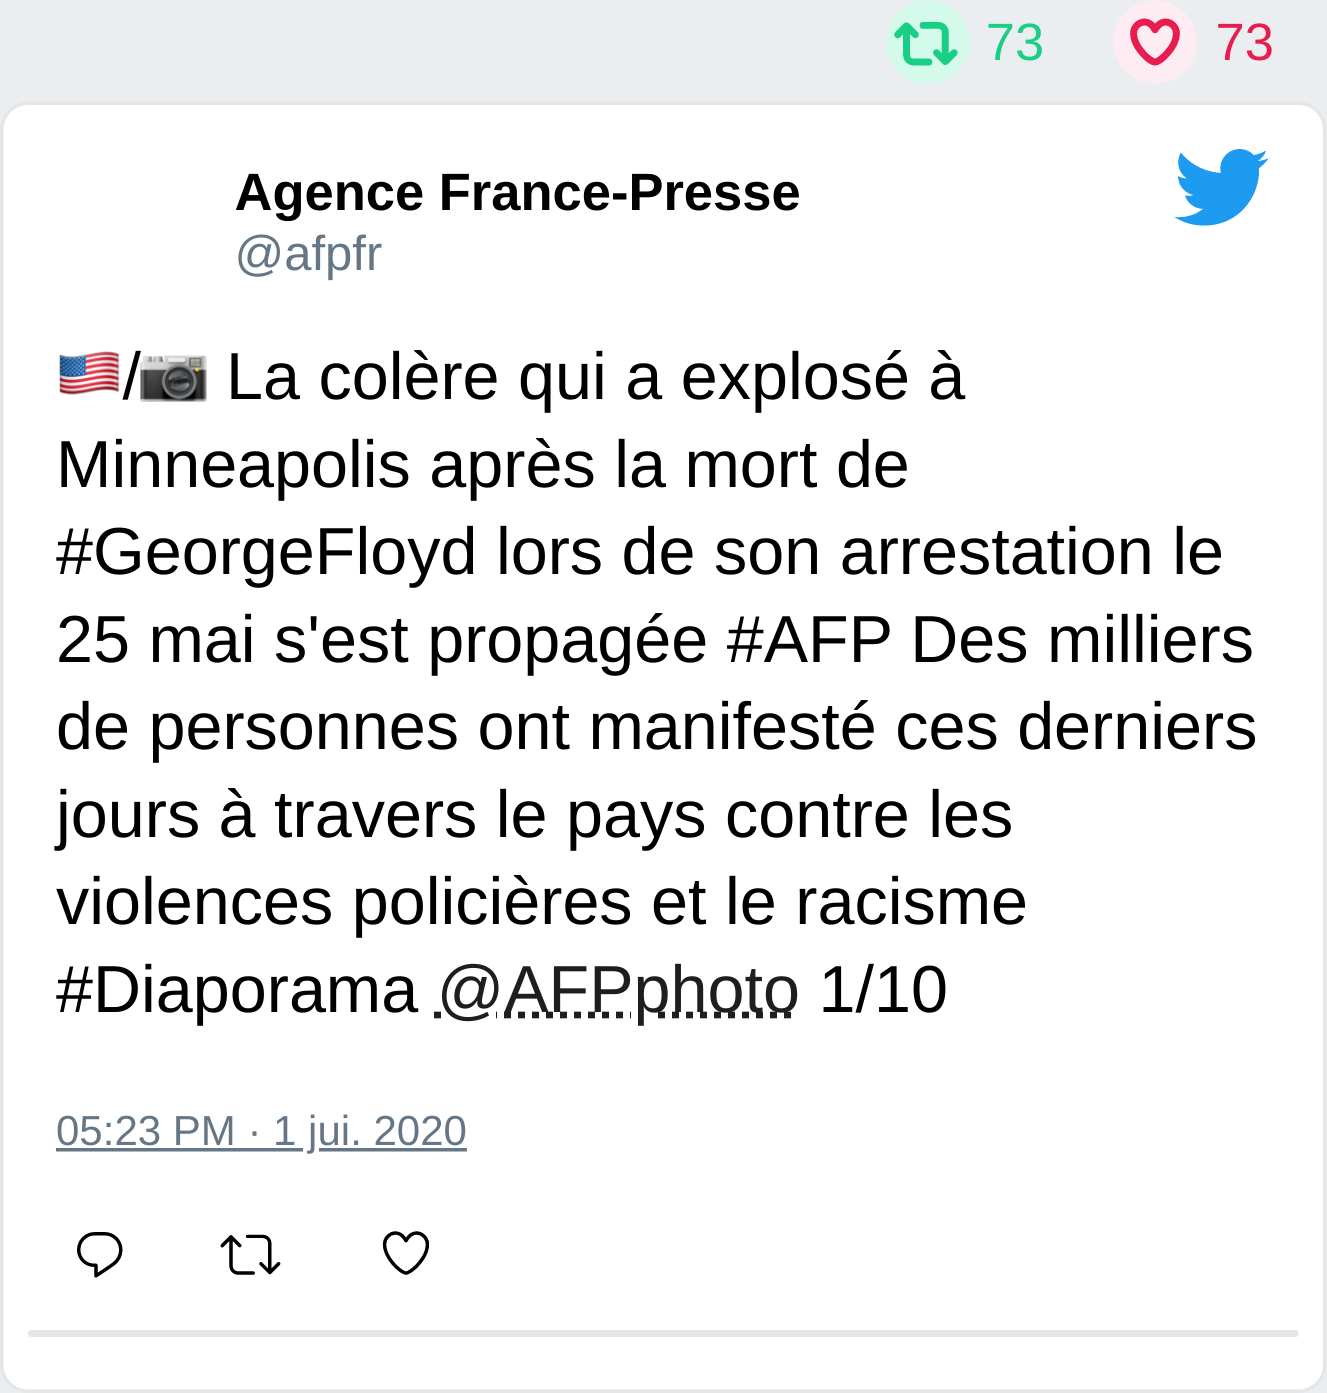 73 73
Agence France-Presse
@afpfr
🇺🇸/📷 La colère qui a explosé à
Minneapolis après la mort de
#GeorgeFloyd lors de son arrestation le
25 mai s'est propagée #AFP Des milliers
de personnes ont manifesté ces derniers
jours à travers le pays contre les
violences policières et le racisme
#Diaporama @AFPphoto 1/10
05:23 PM · 1 jui. 2020